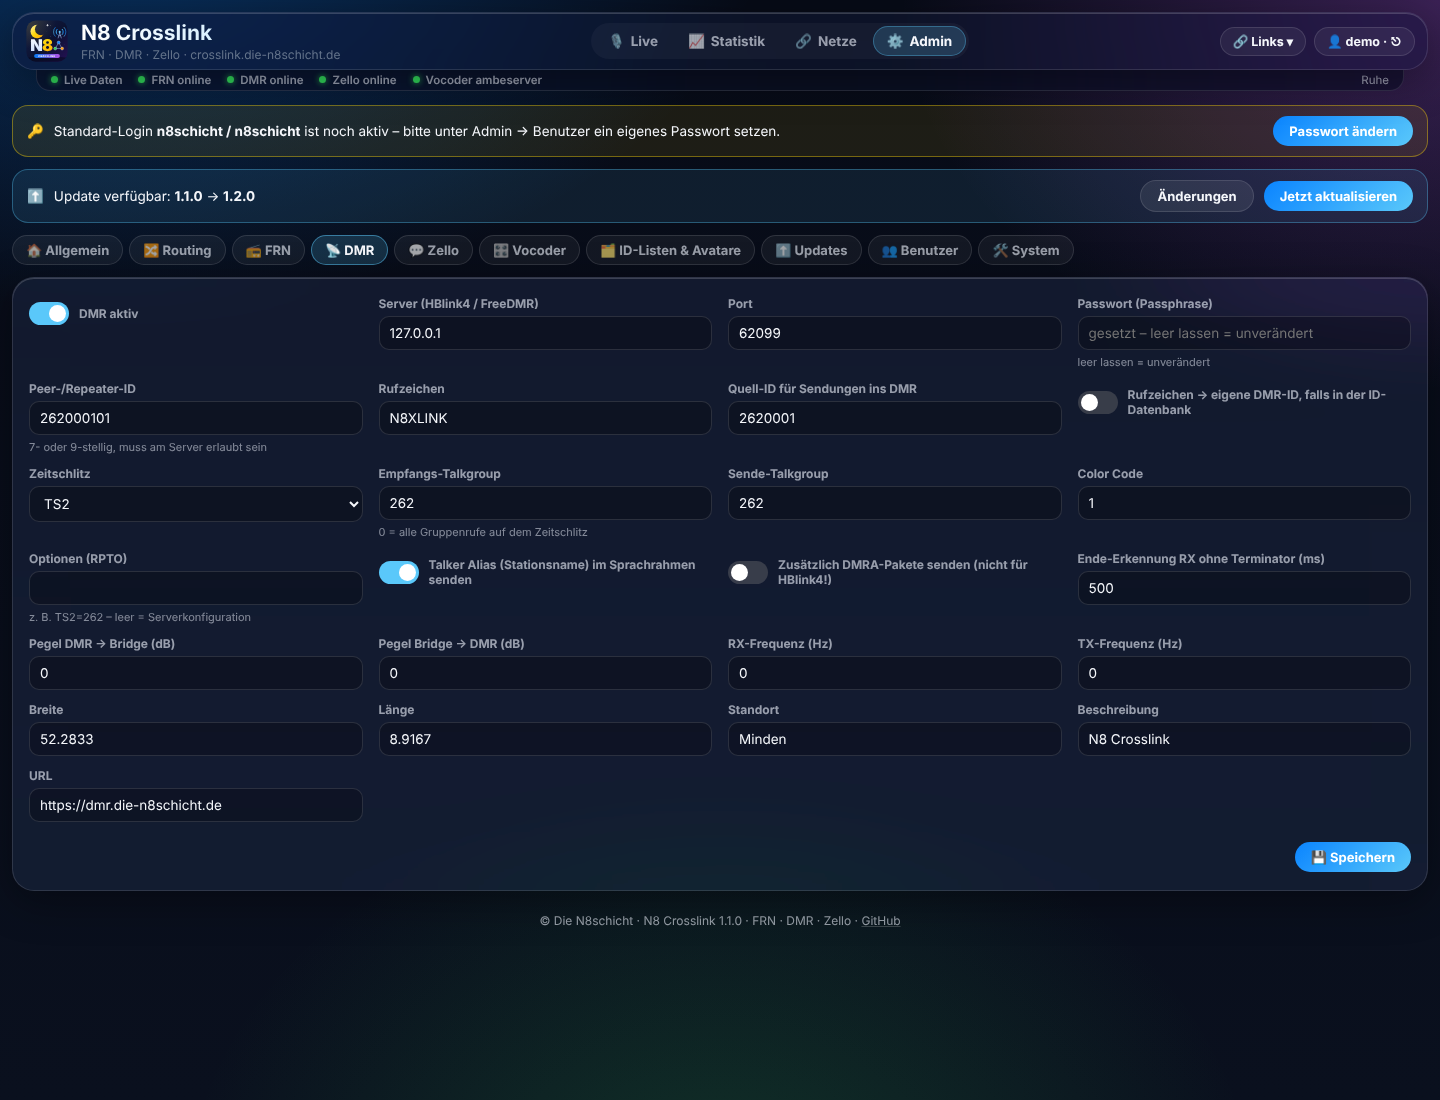 N8 Crosslink
FRN · DMR · Zello · crosslink.die-n8schicht.de
Live
Statistik
Netze
Admin
Links ▾
demo · ⎋
Live Daten
FRN online
DMR online
Zello online
Vocoder ambeserver
Ruhe
Standard-Login n8schicht / n8schicht ist noch aktiv – bitte unter Admin → Benutzer ein eigenes Passwort setzen.
Passwort ändern
Update verfügbar: 1.1.0 → 1.2.0
Änderungen
Jetzt aktualisieren
Allgemein
Routing
FRN
DMR
Zello
Vocoder
ID-Listen & Avatare
Updates
Benutzer
System
DMR aktiv
Server (HBlink4 / FreeDMR)
127.0.0.1
Port
62099
Passwort (Passphrase)
gesetzt – leer lassen = unverändert
leer lassen = unverändert
Peer-/Repeater-ID
262000101
7- oder 9-stellig, muss am Server erlaubt sein
Rufzeichen
N8XLINK
Quell-ID für Sendungen ins DMR
2620001
Rufzeichen → eigene DMR-ID, falls in der ID-
Datenbank
Zeitschlitz
TS2
Empfangs-Talkgroup
262
0 = alle Gruppenrufe auf dem Zeitschlitz
Sende-Talkgroup
262
Color Code
1
Optionen (RPTO)
z. B. TS2=262 – leer = Serverkonfiguration
Talker Alias (Stationsname) im Sprachrahmen
senden
Zusätzlich DMRA-Pakete senden (nicht für
HBlink4!)
Ende-Erkennung RX ohne Terminator (ms)
500
Pegel DMR → Bridge (dB)
0
Pegel Bridge → DMR (dB)
0
RX-Frequenz (Hz)
0
TX-Frequenz (Hz)
0
Breite
52.2833
Länge
8.9167
Standort
Minden
Beschreibung
N8 Crosslink
URL
https://dmr.die-n8schicht.de
Speichern
© Die N8schicht · N8 Crosslink 1.1.0 · FRN · DMR · Zello · GitHub